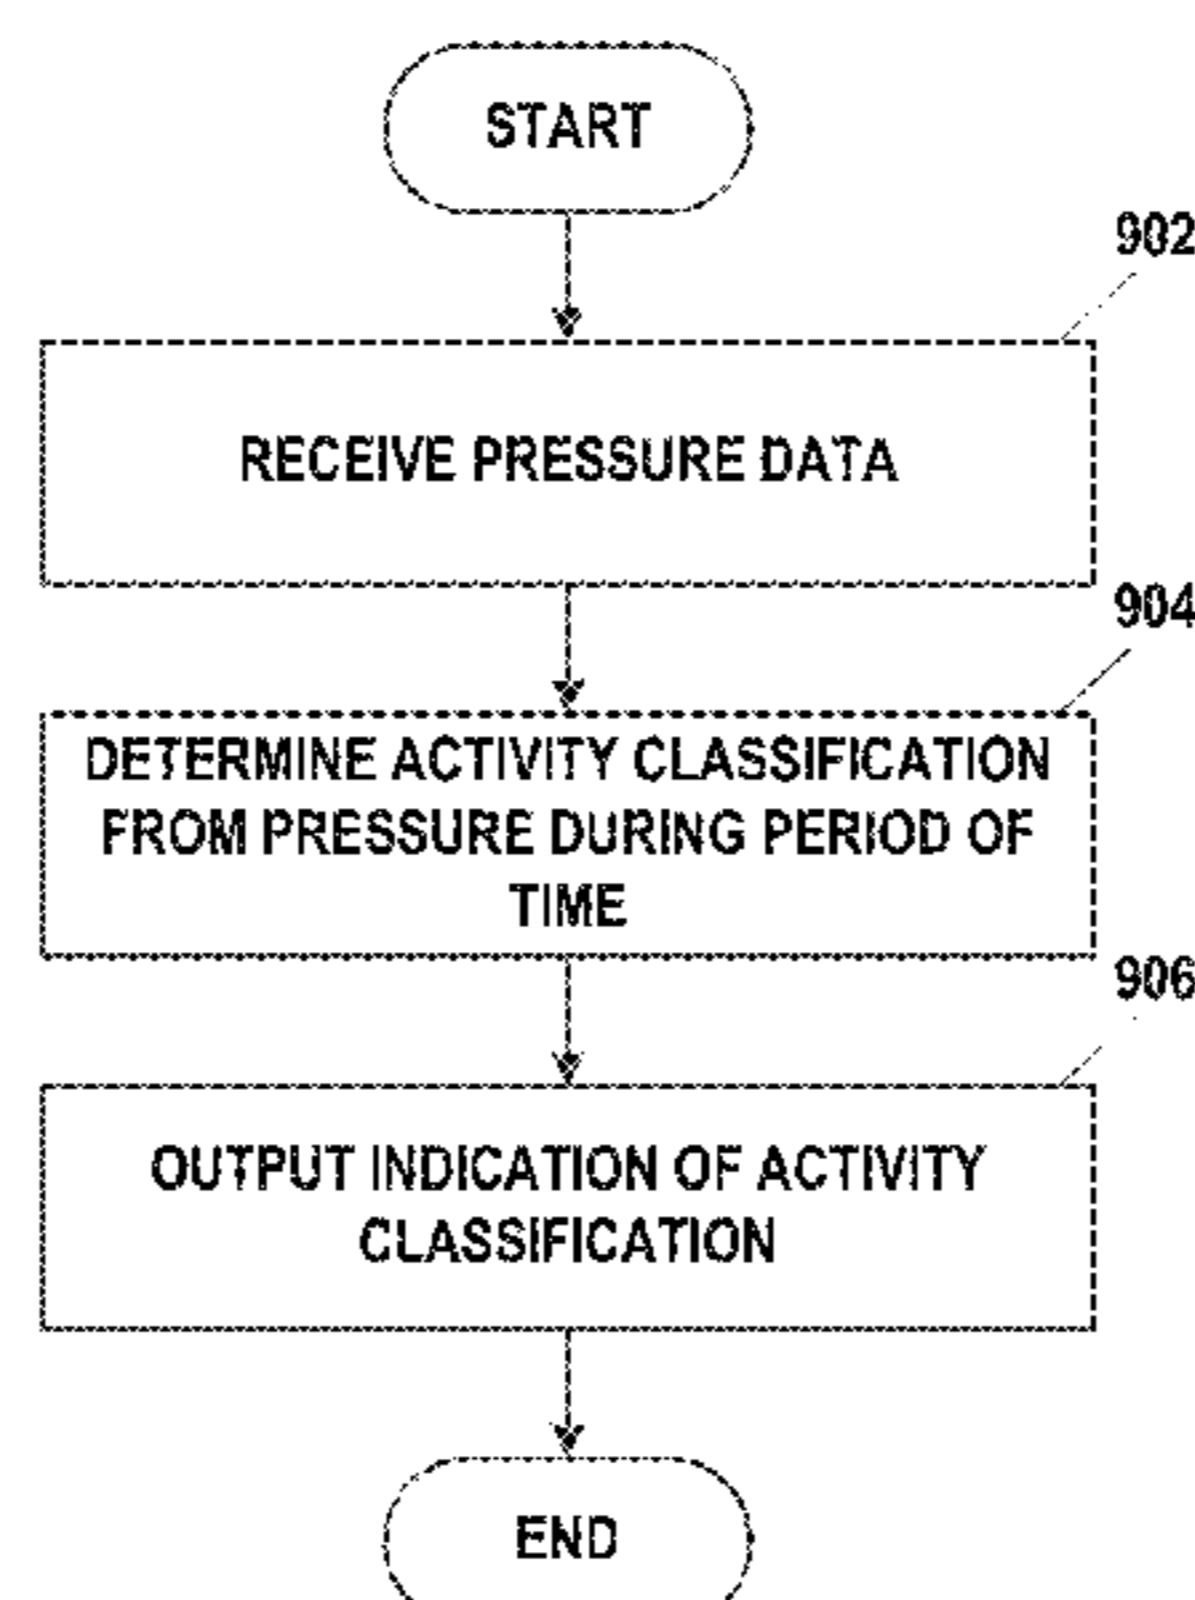 START
902
RECEIVE PRESSURE DATA
904
DETERMINE ACTIVITY CLASSIFICATION
FROM PRESSURE DURING PERIOD OF
TIME
906
OUTPUT INDICATION OF ACTIVITY
CLASSIFICATION
END